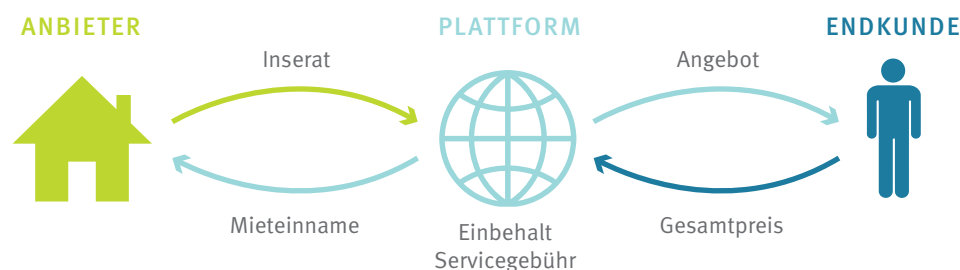 ANBIETER
PLATTFORM
ENDKUNDE
Inserat
Angebot
Mieteinname
Einbehalt
Servicegebühr
Gesamtpreis